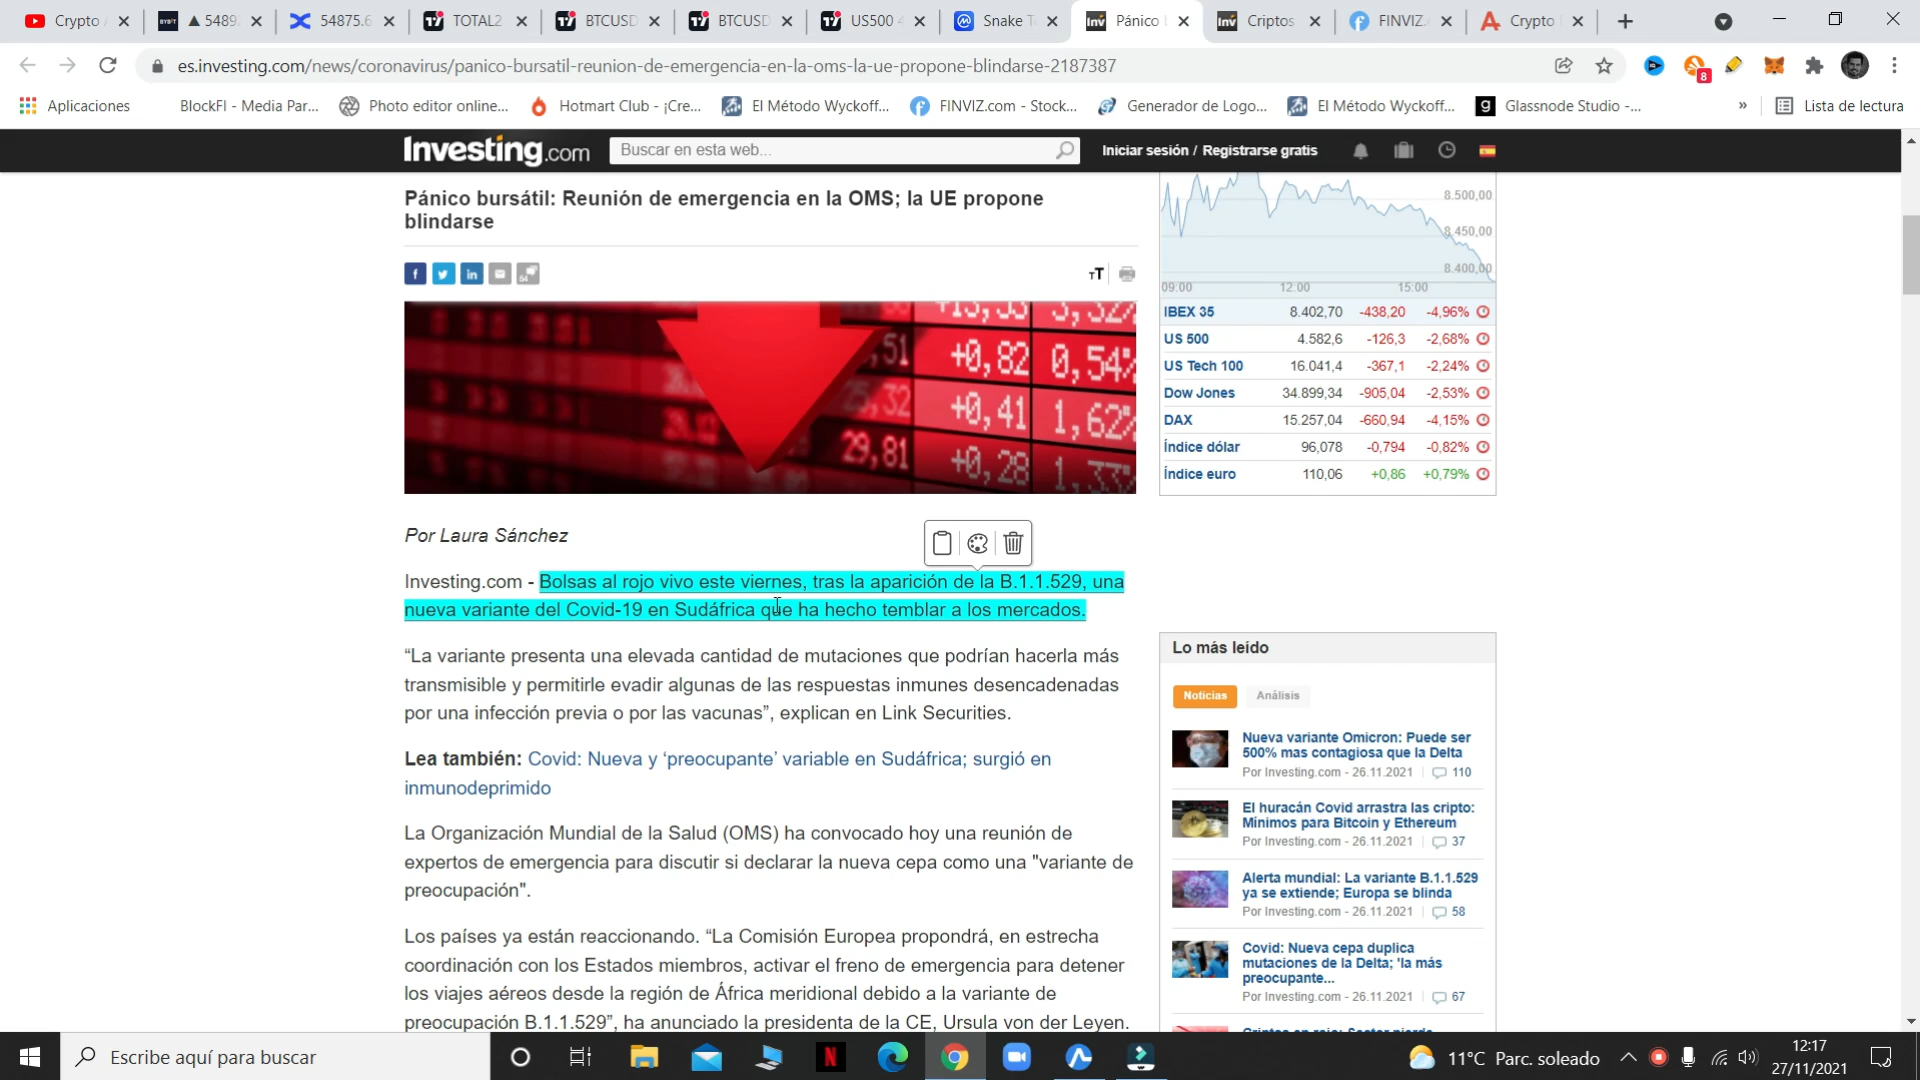 Crypto
▲ 5489
54875.6
TOTAL2
BTCUSD
BTCUSD
US500
Snake T
Pánico
Criptos
FINVIZ.
Crypto
es.investing.com/news/coronavirus/panico-bursatil-reunion-de-emergencia-en-la-oms-la-ue-propone-blindarse-2187387
8
Aplicaciones
BlockFI - Media Par...
Photo editor online...
Hotmart Club - ¡Cre...
El Método Wyckoff...
FINVIZ.com - Stock...
Generador de Logo...
El Método Wyckoff...
Glassnode Studio -...
»
Lista de lectura
Investing.com
Buscar en esta web...
Iniciar sesión / Registrarse gratis
Pánico bursátil: Reunión de emergencia en la OMS; la UE propone
blindarse
64
тT
+13,53 3,32%
51 +0,82 0,54%
25,32 +0,41 1,62%
29,81 +0,28 1,33%
Por Laura Sánchez
Investing.com - Bolsas al rojo vivo este viernes, tras la aparición de la B.1.1.529, una
nueva variante del Covid-19 en Sudáfrica que ha hecho temblar a los mercados.
“La variante presenta una elevada cantidad de mutaciones que podrían hacerla más
transmisible y permitirle evadir algunas de las respuestas inmunes desencadenadas
por una infección previa o por las vacunas”, explican en Link Securities.
Lea también: Covid: Nueva y ‘preocupante’ variable en Sudáfrica; surgió en
inmunodeprimido
La Organización Mundial de la Salud (OMS) ha convocado hoy una reunión de
expertos de emergencia para discutir si declarar la nueva cepa como una "variante de
preocupación".
Los países ya están reaccionando. “La Comisión Europea propondrá, en estrecha
coordinación con los Estados miembros, activar el freno de emergencia para detener
los viajes aéreos desde la región de África meridional debido a la variante de
preocupación B.1.1.529”, ha anunciado la presidenta de la CE, Ursula von der Leyen.
8.500,00
8.450,00
8.400,00
09:00 12:00 15:00
IBEX 35 8.402,70 -438,20 -4,96%
US 500 4.582,6 -126,3 -2,68%
US Tech 100 16.041,4 -367,1 -2,24%
Dow Jones 34.899,34 -905,04 -2,53%
DAX 15.257,04 -660,94 -4,15%
Índice dólar 96,078 -0,794 -0,82%
Índice euro 110,06 +0,86 +0,79%
Lo más leído
Noticias Análisis
Nueva variante Omicron: Puede ser
500% mas contagiosa que la Delta
Por Investing.com - 26.11.2021 | 110
El huracán Covid arrastra las cripto:
Mínimos para Bitcoin y Ethereum
Por Investing.com - 26.11.2021 | 37
Alerta mundial: La variante B.1.1.529
ya se extiende; Europa se blinda
Por Investing.com - 26.11.2021 | 58
Covid: Nueva cepa duplica
mutaciones de la Delta; 'la más
preocupante...
Por Investing.com - 26.11.2021 | 67
Escribe aquí para buscar
11°C Parc. soleado
12:17
27/11/2021